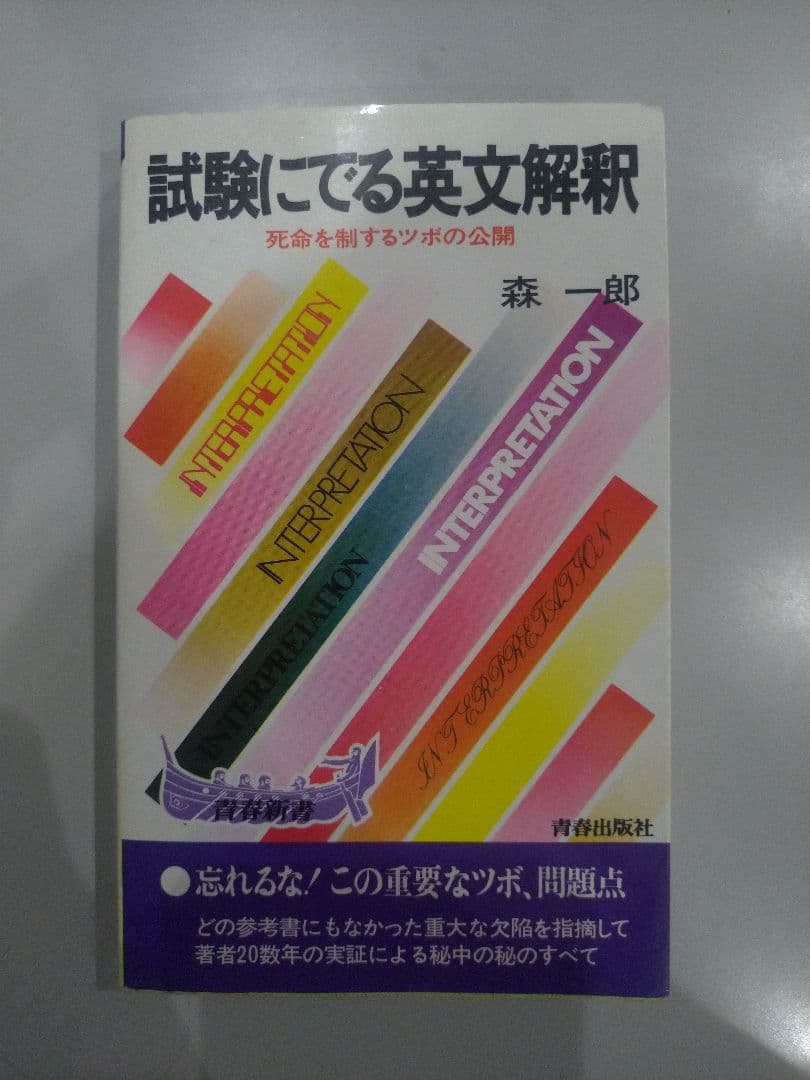 試験にでる英文解釈
死命を制するツボの公開
森 一郎
INTERPRETATION
INTERPRETATION
INTERPRETATION
INTERPRETATION
INTERPRETATION
青春新書
青春出版社
●忘れるな!この重要なツボ、問題点
どの参考書にもなかった重大な欠陥を指摘して
著者20数年の実証による秘中の秘のすべて